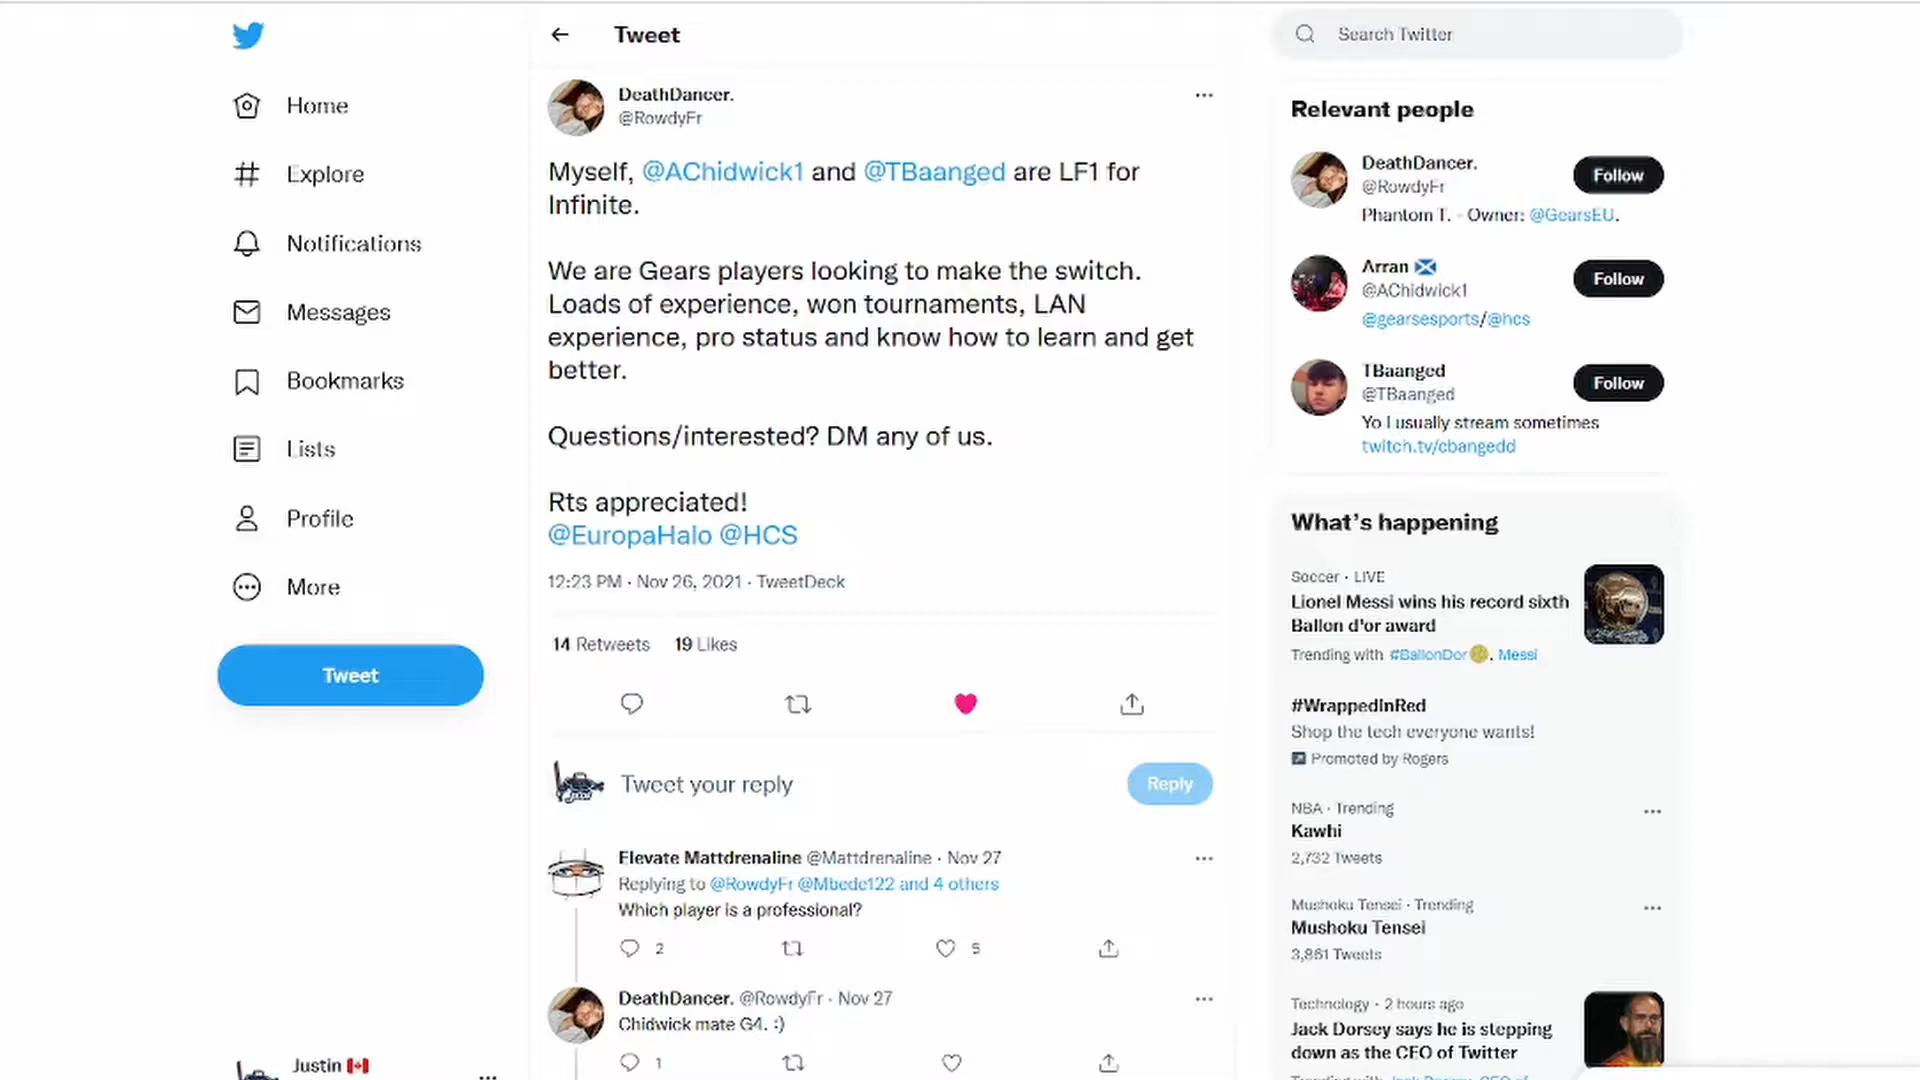 Home
Explore
Notifications
Messages
Bookmarks
Lists
Profile
More
Tweet
Justin
Tweet
DeathDancer.
@RowdyFr
Myself, @AChidwick1 and @TBaanged are LF1 for
Infinite.
We are Gears players looking to make the switch.
Loads of experience, won tournaments, LAN
experience, pro status and know how to learn and get
better.
Questions/interested? DM any of us.
Rts appreciated!
@EuropaHalo @HCS
12:23 PM · Nov 26, 2021 · TweetDeck
14 Retweets 19 Likes
Tweet your reply
Reply
Elevate Mattdrenaline @Mattdrenaline · Nov 27
Replying to @RowdyFr @Mbede122 and 4 others
Which player is a professional?
2 5
DeathDancer. @RowdyFr · Nov 27
Chidwick mate G4. :)
1
Search Twitter
Relevant people
DeathDancer.
@RowdyFr
Follow
Phantom T. - Owner: @GearsEU.
Arran
@AChidwick1
Follow
@gearsesports/@hcs
TBaanged
@TBaanged
Follow
Yo I usually stream sometimes
twitch.tv/cbangedd
What's happening
Soccer · LIVE
Lionel Messi wins his record sixth
Ballon d'or award
Trending with #BallonDor, Messi
#WrappedInRed
Shop the tech everyone wants!
Promoted by Rogers
NBA · Trending
Kawhi
2,732 Tweets
Mushoku Tensei · Trending
Mushoku Tensei
3,861 Tweets
Technology · 2 hours ago
Jack Dorsey says he is stepping
down as the CEO of Twitter
Trending with Jack Dorsey, CEO of